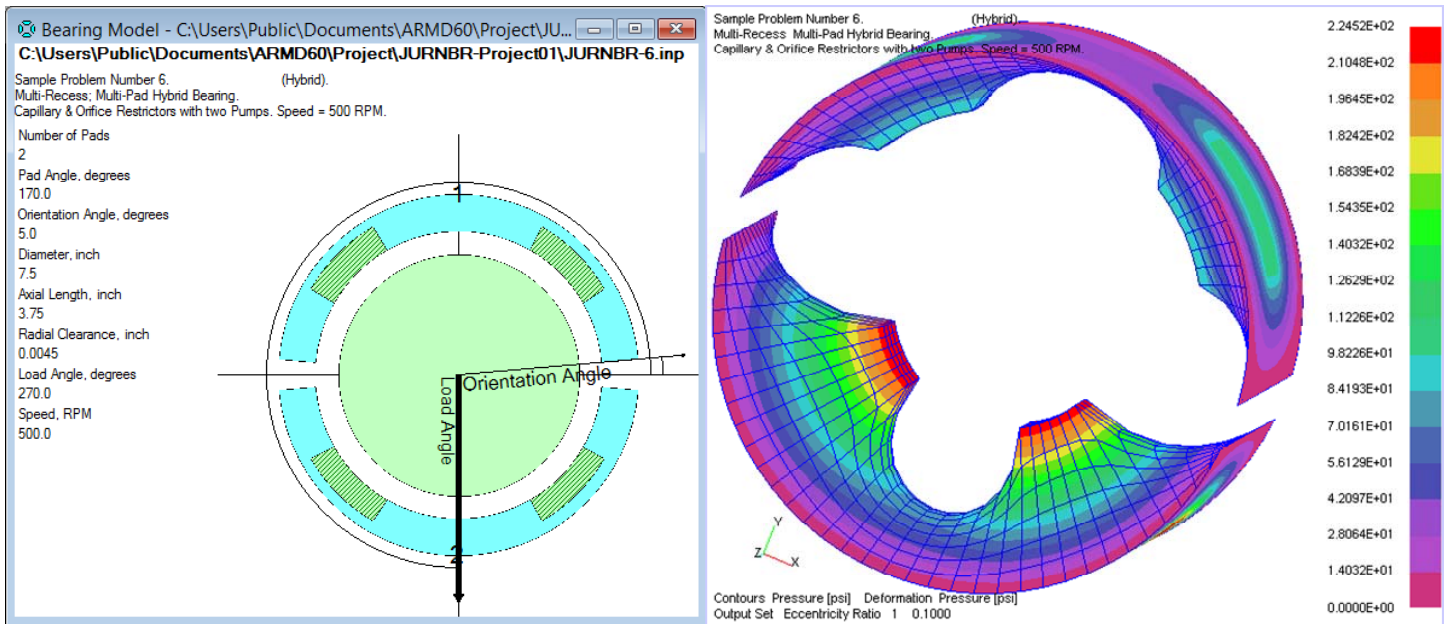 Bearing Model - C:\Users\Public\Documents\ARMD60\Project\JU...
C:\Users\Public\Documents\ARMD60\Project\JURNBR-Project01\JURNBR-6.inp
Sample Problem Number 6. (Hybrid).
Multi-Recess; Multi-Pad Hybrid Bearing.
Capillary & Orifice Restrictors with two Pumps. Speed = 500 RPM.
Number of Pads
2
Pad Angle, degrees
170.0
Orientation Angle, degrees
5.0
Diameter, inch
7.5
Axial Length, inch
3.75
Radial Clearance, inch
0.0045
Load Angle, degrees
270.0
Speed, RPM
500.0
1
Orientation Angle
Load Angle
2
Sample Problem Number 6. (Hybrid).
Multi-Recess Multi-Pad Hybrid Bearing.
Capillary & Orifice Restrictors with two Pumps. Speed = 500 RPM.
2.2452E+02
2.1048E+02
1.9645E+02
1.8242E+02
1.6839E+02
1.5435E+02
1.4032E+02
1.2629E+02
1.1226E+02
9.8226E+01
8.4193E+01
7.0161E+01
5.6129E+01
4.2097E+01
2.8064E+01
1.4032E+01
0.0000E+00
Y
Z
X
Contours Pressure [psi] Deformation Pressure [psi]
Output Set Eccentricity Ratio 1 0.1000